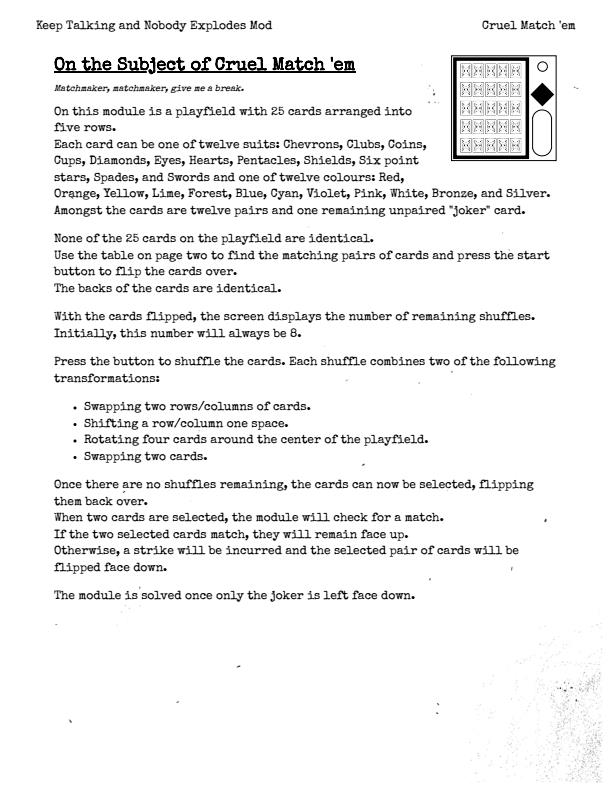 Keep Talking and Nobody Explodes Mod
Cruel Match 'em
On the Subject of Cruel Match 'em
Matchmaker, matchmaker, give me a break.
On this module is a playfield with 25 cards arranged into
five rows.
Each card can be one of twelve suits: Chevrons, Clubs, Coins,
Cups, Diamonds, Eyes, Hearts, Pentacles, Shields, Six point
stars, Spades, and Swords and one of twelve colours: Red,
Orange, Yellow, Lime, Forest, Blue, Cyan, Violet, Pink, White, Bronze, and Silver.
Amongst the cards are twelve pairs and one remaining unpaired "joker" card.
None of the 25 cards on the playfield are identical.
Use the table on page two to find the matching pairs of cards and press the start
button to flip the cards over.
The backs of the cards are identical.
With the cards flipped, the screen displays the number of remaining shuffles.
Initially, this number will always be 8.
Press the button to shuffle the cards. Each shuffle combines two of the following
transformations:
• Swapping two rows/columns of cards.
• Shifting a row/column one space.
• Rotating four cards around the center of the playfield.
• Swapping two cards.
Once there are no shuffles remaining, the cards can now be selected, flipping
them back over.
When two cards are selected, the module will check for a match.
If the two selected cards match, they will remain face up.
Otherwise, a strike will be incurred and the selected pair of cards will be
flipped face down.
The module is solved once only the joker is left face down.